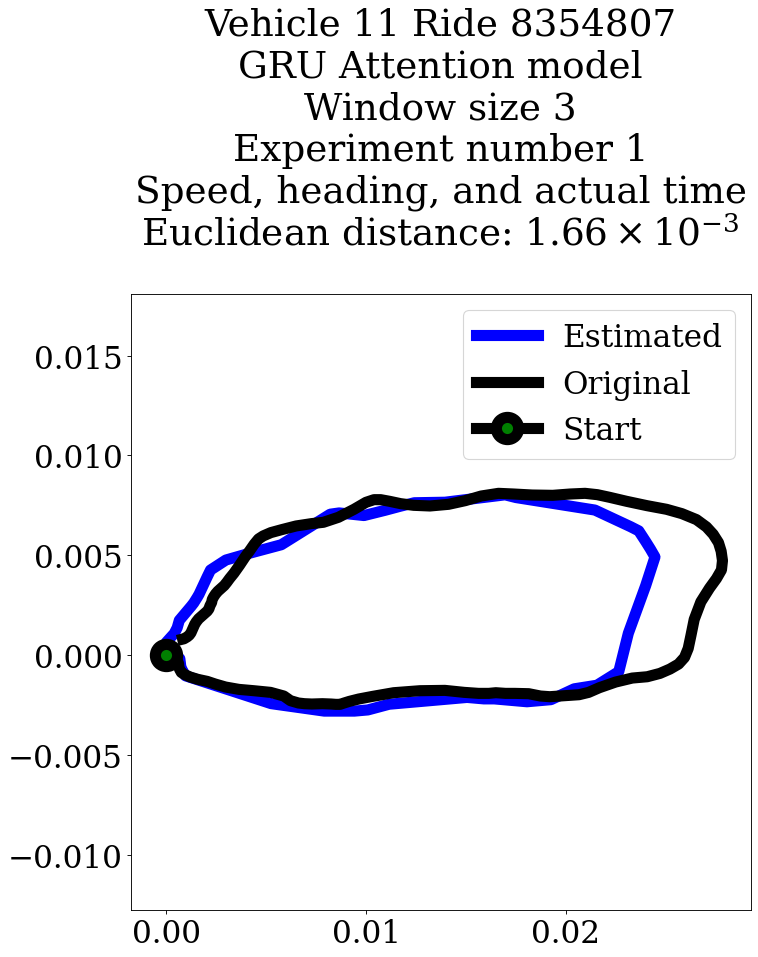 Vehicle 11 Ride 8354807
GRU Attention model
Window size 3
Experiment number 1
Speed, heading, and actual time
Euclidean distance: 1.66 × 10⁻³
Estimated
Original
Start
0.015
0.010
0.005
0.000
−0.005
−0.010
0.00 0.01 0.02